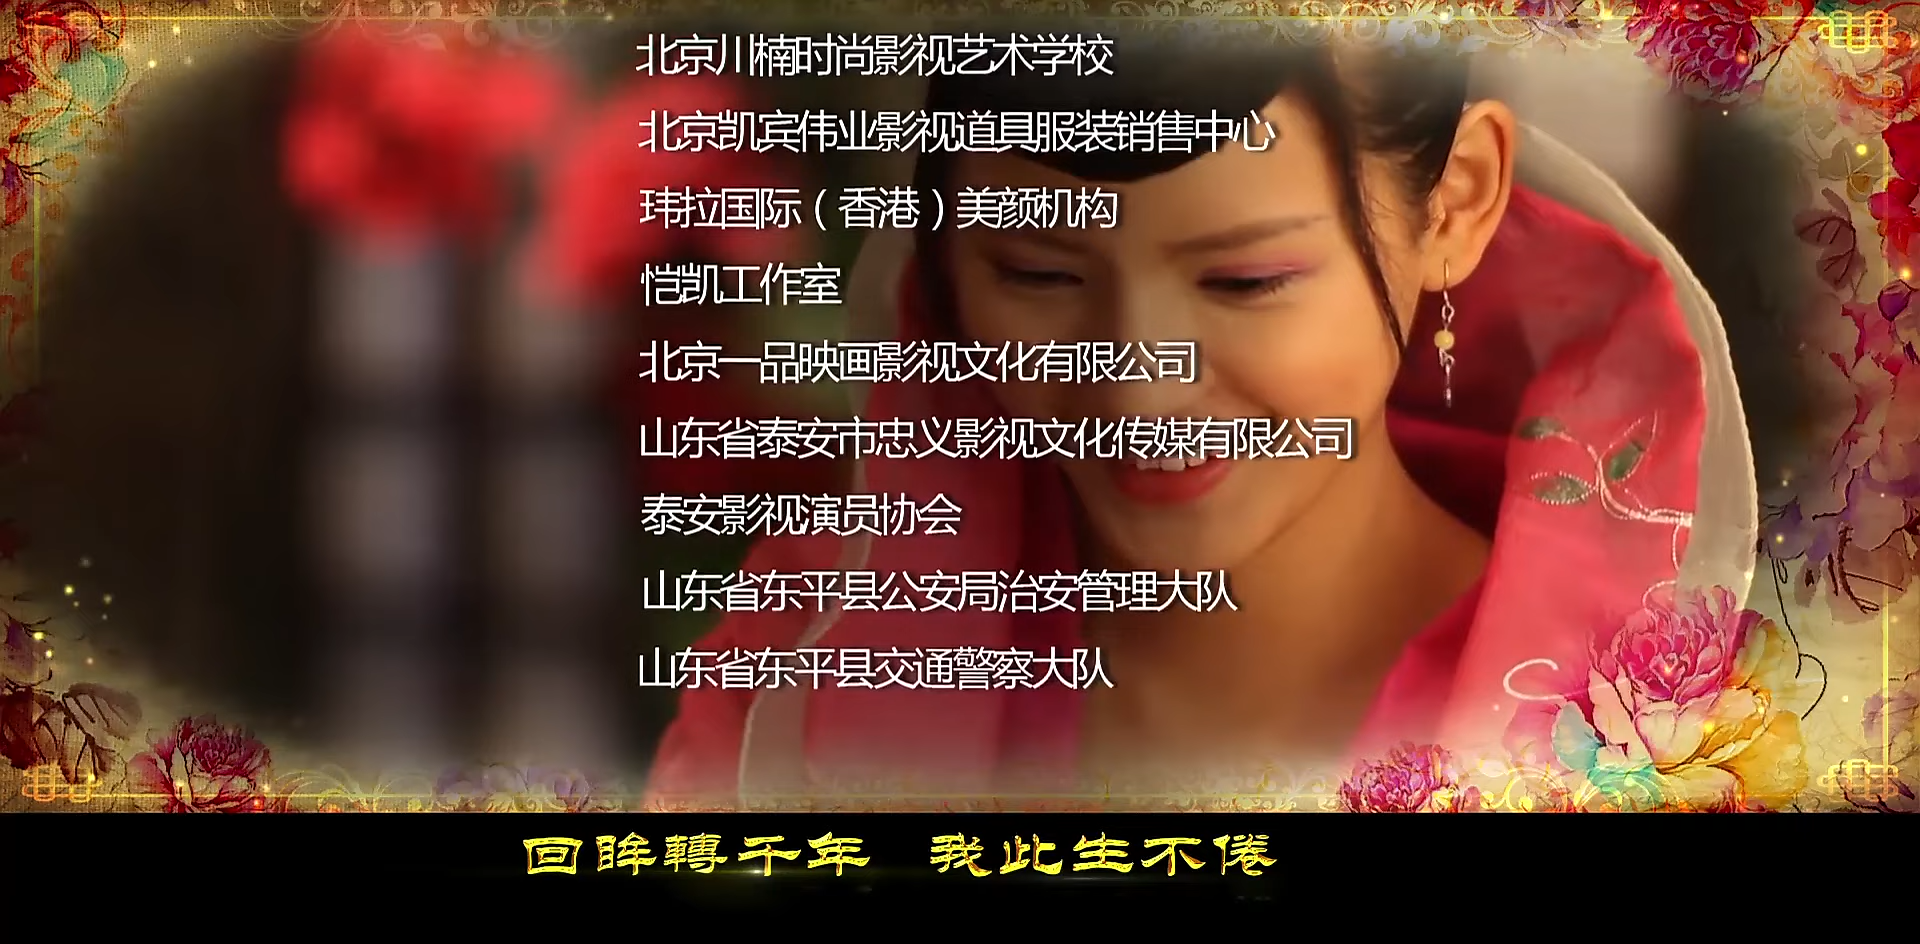 北京川楠时尚影视艺术学校
北京凯宾伟业影视道具服装销售中心
玮拉国际（香港）美颜机构
恺凯工作室
北京一品映画影视文化有限公司
山东省泰安市忠义影视文化传媒有限公司
泰安影视演员协会
山东省东平县公安局治安管理大队
山东省东平县交通警察大队
回眸轉千年 我此生不倦